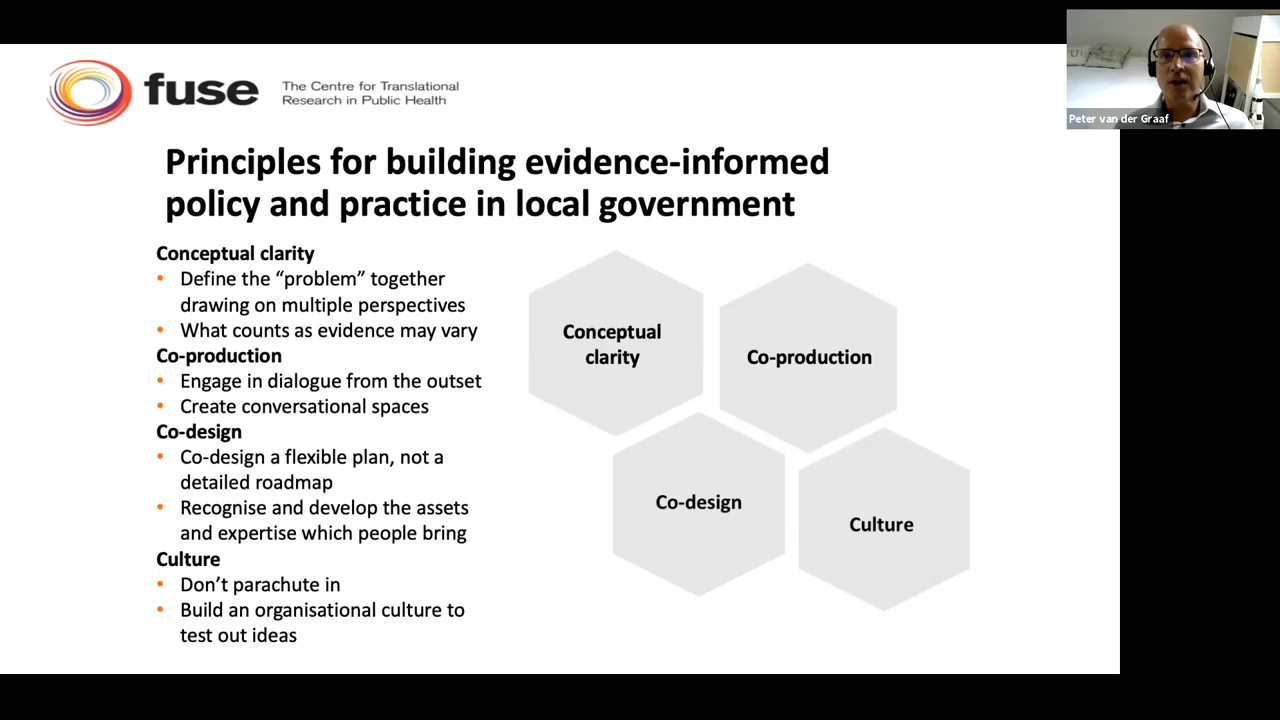 fuse
The Centre for Translational
Research in Public Health
Peter van der Graaf
Principles for building evidence-informed
policy and practice in local government
Conceptual clarity
• Define the “problem” together
drawing on multiple perspectives
• What counts as evidence may vary
Co-production
• Engage in dialogue from the outset
• Create conversational spaces
Co-design
• Co-design a flexible plan, not a
detailed roadmap
• Recognise and develop the assets
and expertise which people bring
Culture
• Don’t parachute in
• Build an organisational culture to
test out ideas
Conceptual
clarity
Co-production
Co-design
Culture